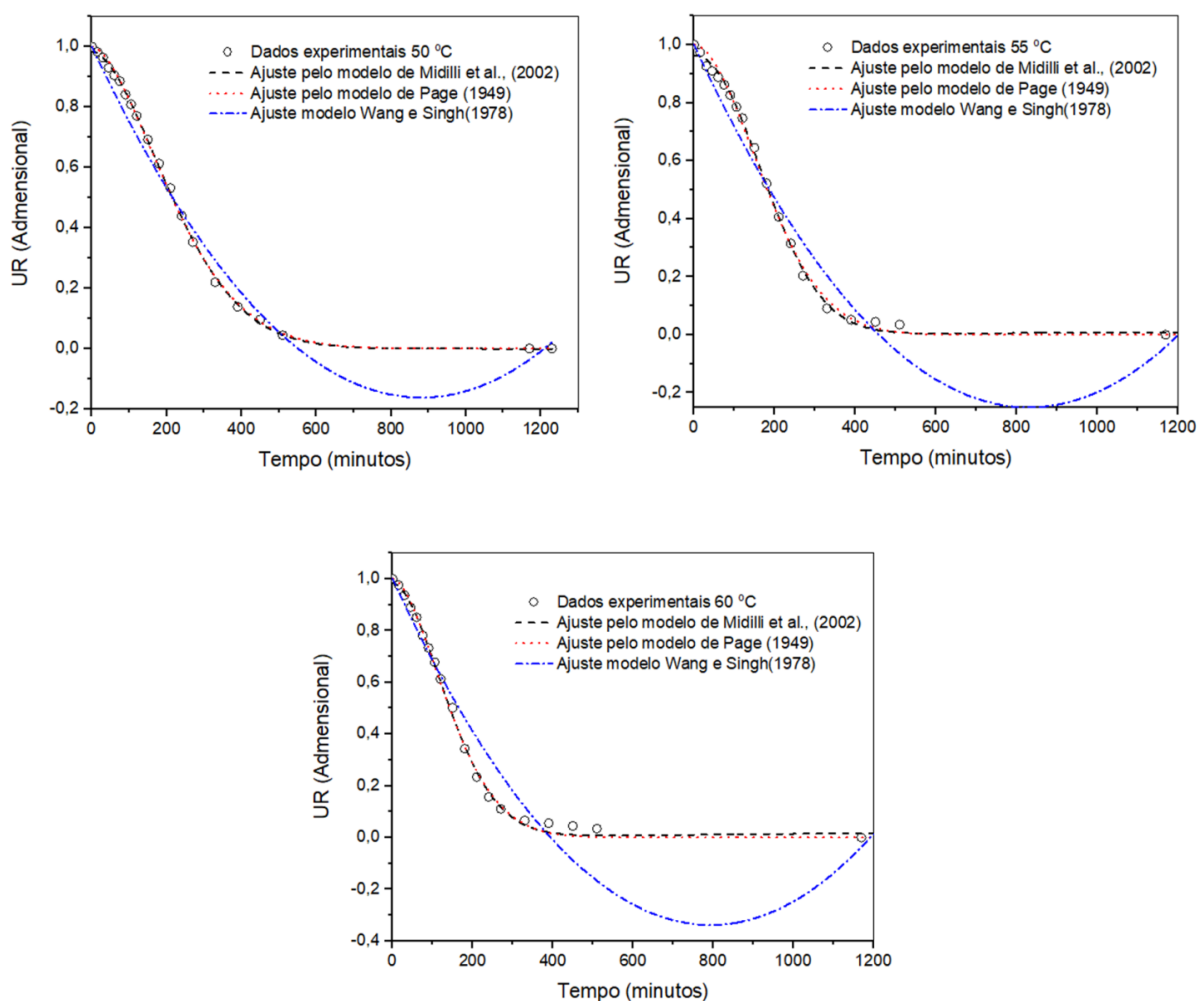 1,0
0,8
0,6
0,4
0,2
0,0
-0,2
UR (Admensional)
Dados experimentais 50 ºC
Ajuste pelo modelo de Midilli et al., (2002)
Ajuste pelo modelo de Page (1949)
Ajuste modelo Wang e Singh(1978)
0 200 400 600 800 1000 1200
Tempo (minutos)
1,0
0,8
0,6
0,4
0,2
0,0
-0,2
UR (Admensional)
Dados experimentais 55 ºC
Ajuste pelo modelo de Midilli et al., (2002)
Ajuste pelo modelo de Page (1949)
Ajuste modelo Wang e Singh(1978)
0 200 400 600 800 1000 1200
Tempo (minutos)
1,0
0,8
0,6
0,4
0,2
0,0
-0,2
-0,4
UR (Admensional)
Dados experimentais 60 ºC
Ajuste pelo modelo de Midilli et al., (2002)
Ajuste pelo modelo de Page (1949)
Ajuste modelo Wang e Singh(1978)
0 200 400 600 800 1000 1200
Tempo (minutos)